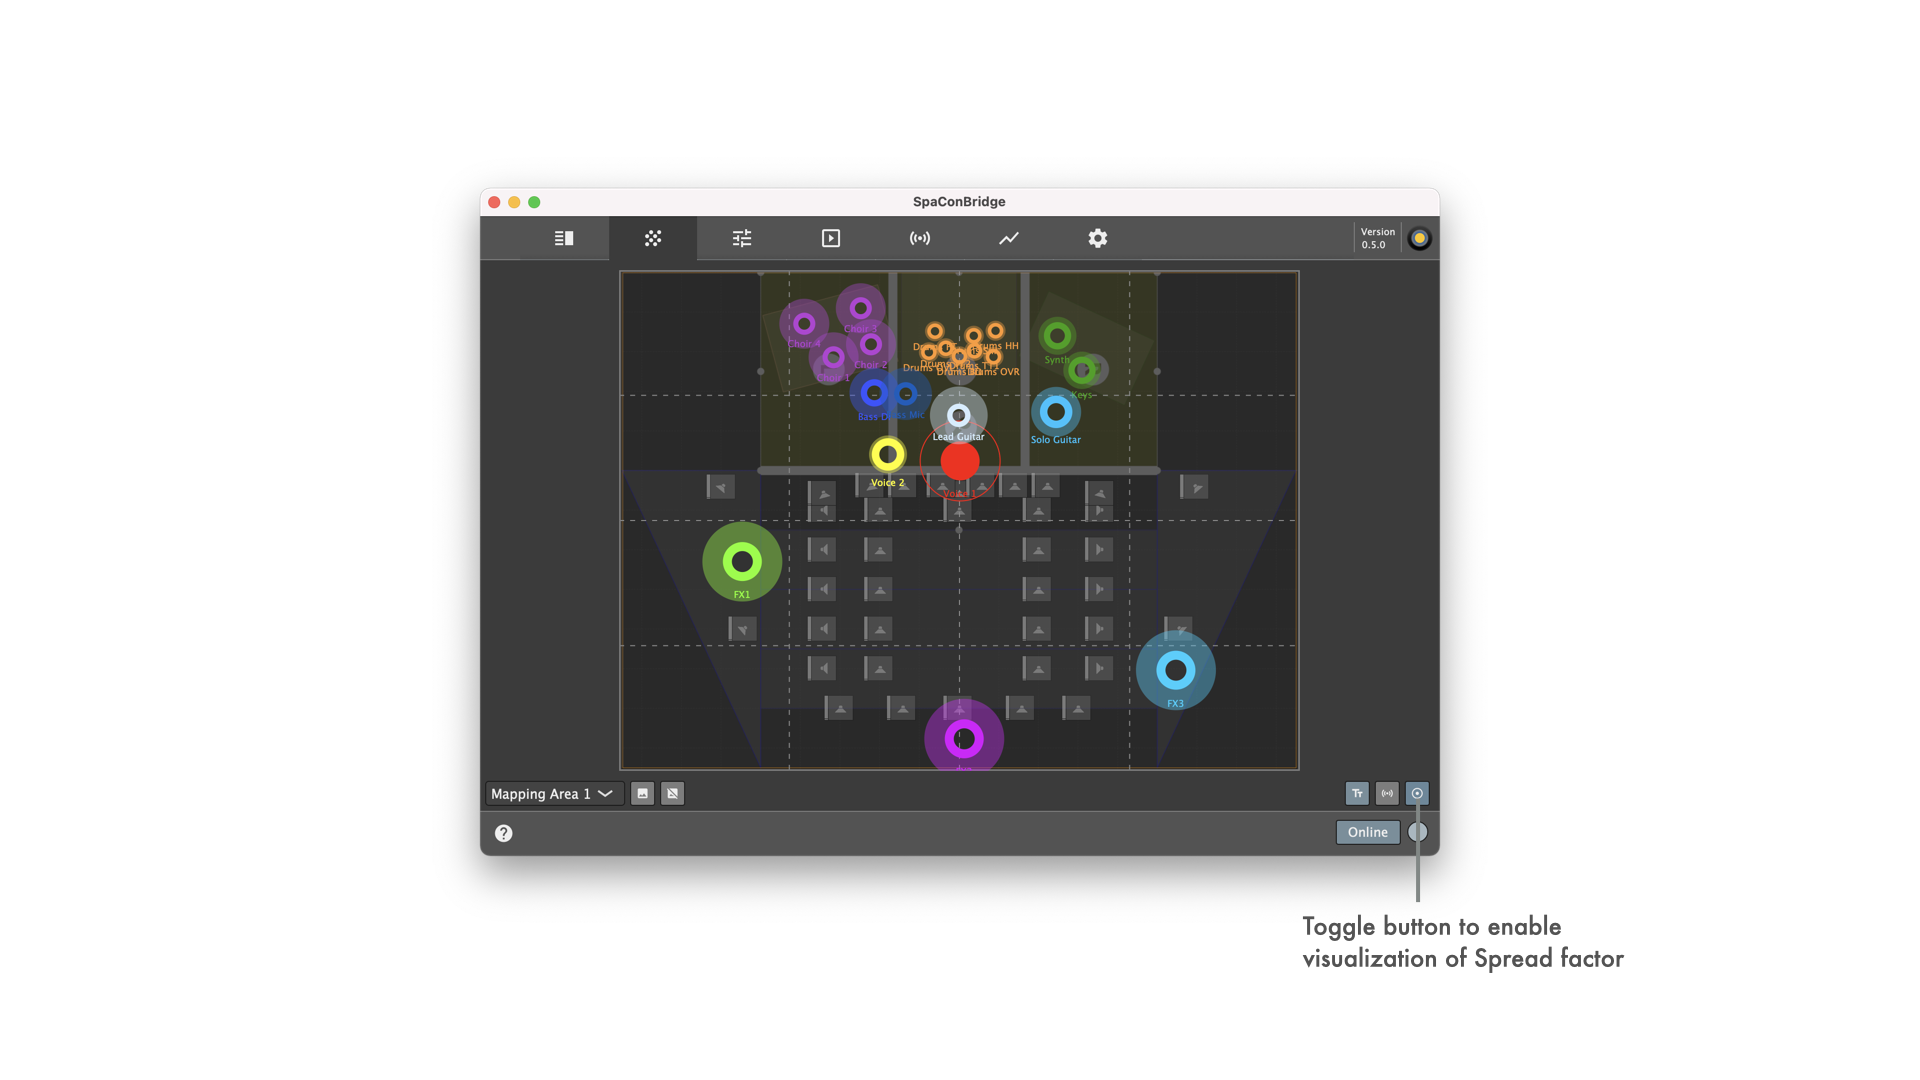 SpaConBridge
Version
0.5.0
Choir 3
Choir 4
Choir 2
Choir 1
Drums HH
Drums TT1
Drums OVR
Synth
Keys
Bass
Mic
Lead Guitar
Solo Guitar
Voice 2
Voice 1
FX1
FX3
Mapping Area 1
Tt
?
Online
Toggle button to enable
visualization of Spread factor